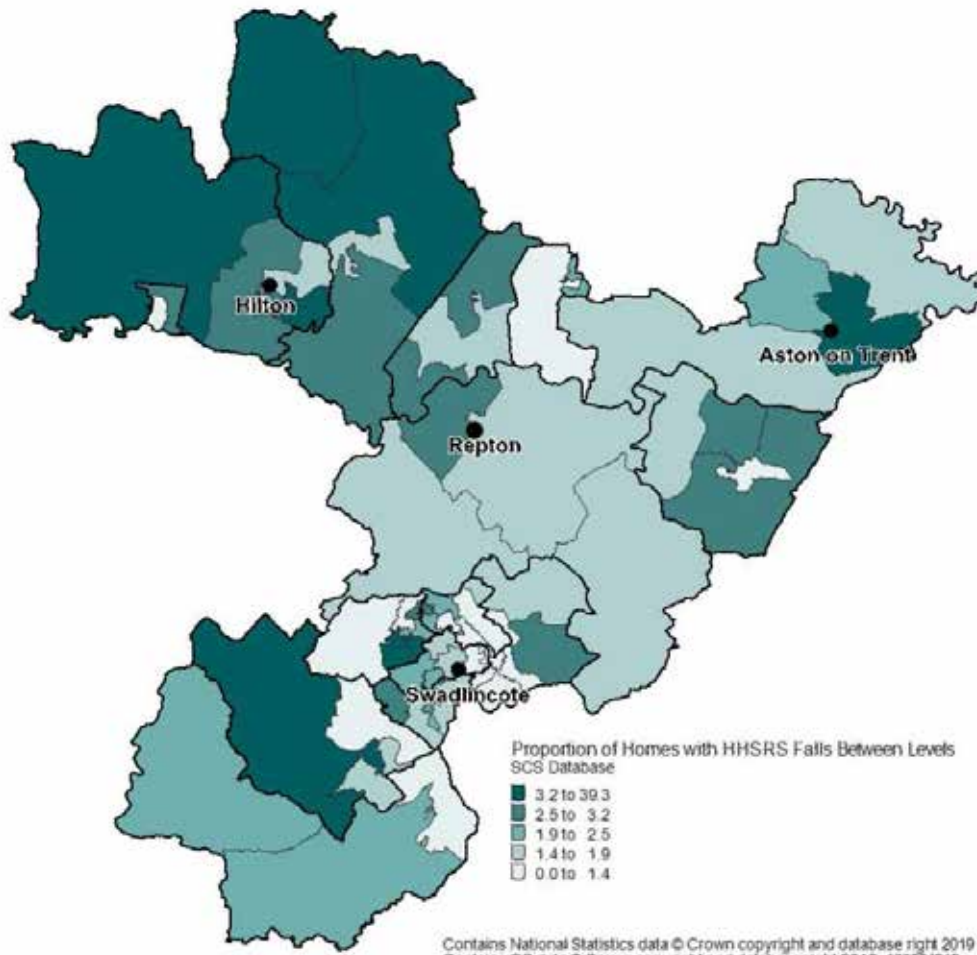 Hilton
Aston on Trent
Repton
Swadlincote
Proportion of Homes with HHSRS Falls Between Levels
SCS Database
3.2 to 39.3
2.5 to 3.2
1.9 to 2.5
1.4 to 1.9
0.0 to 1.4
Contains National Statistics data © Crown copyright and database right 2019